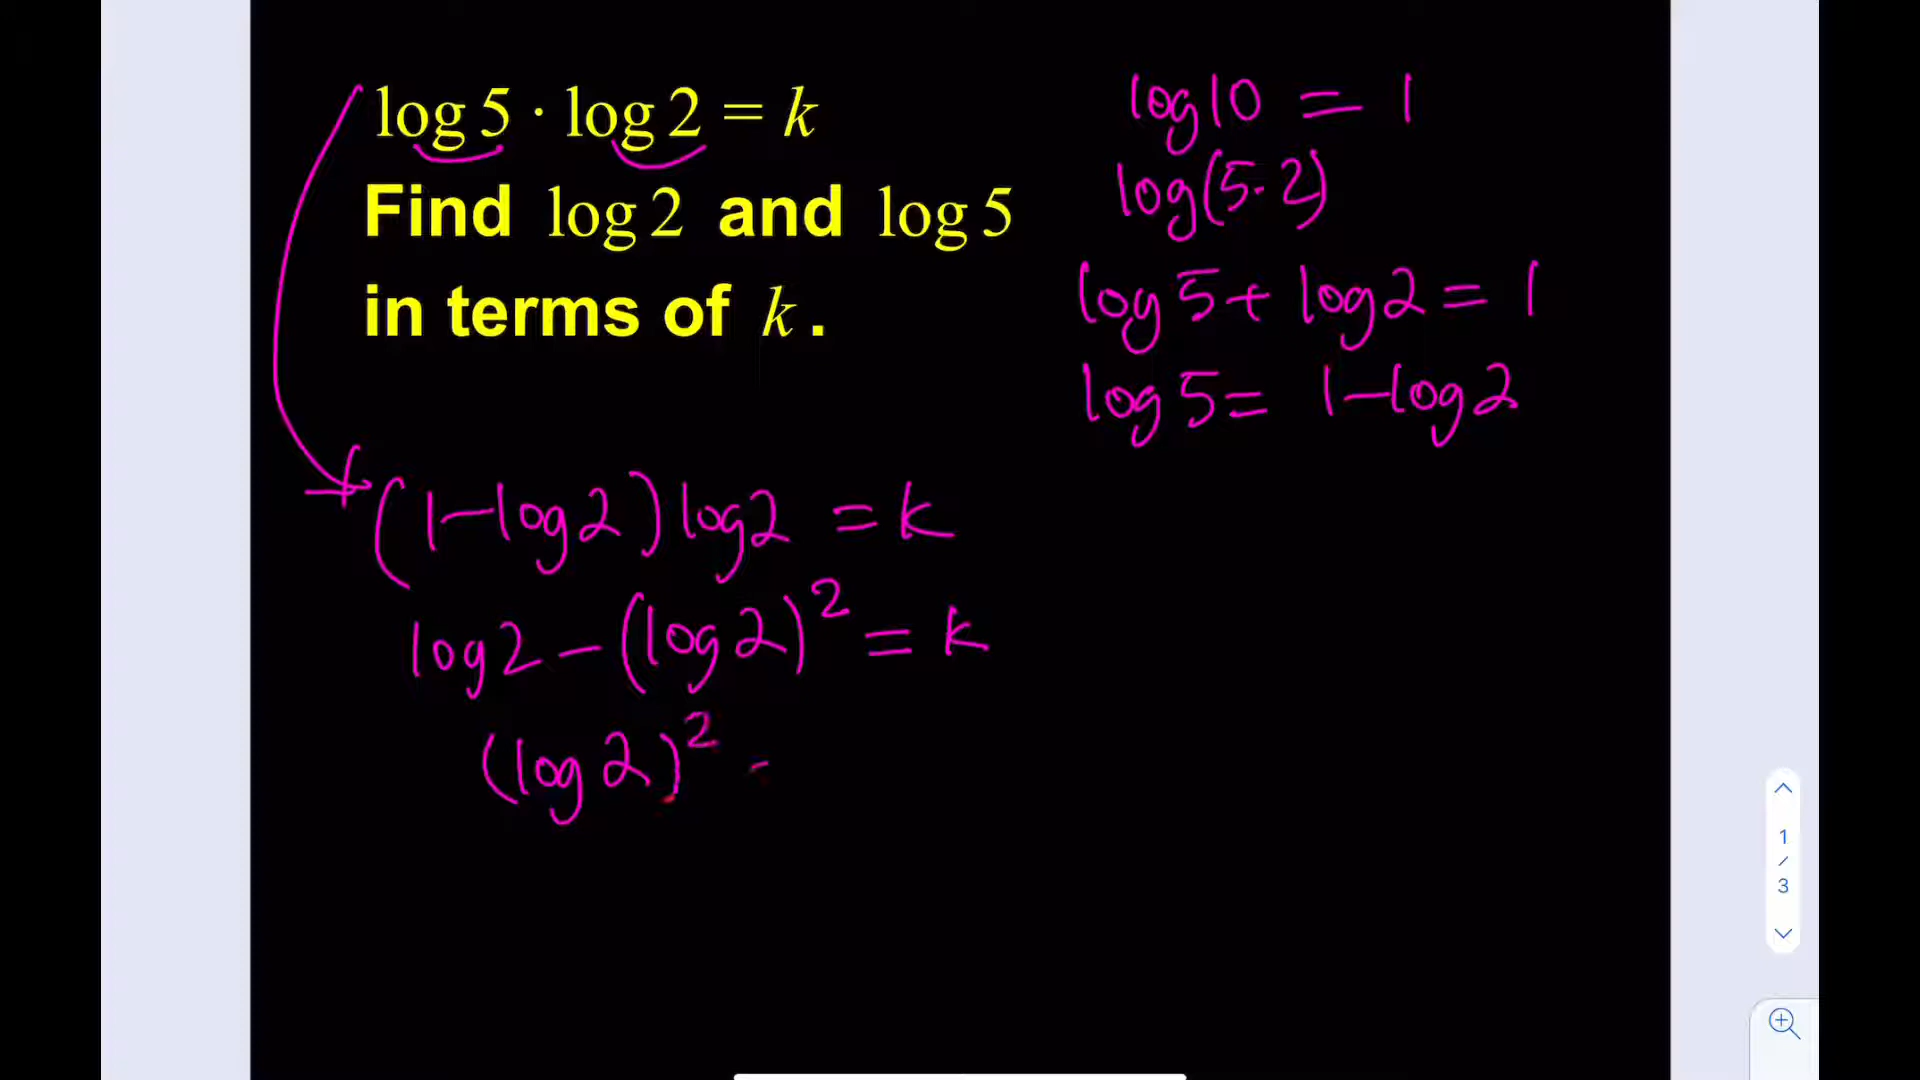 log 5 · log 2 = k
Find log 2 and log 5
in terms of k.
log 10 = 1
log(5·2)
log 5 + log 2 = 1
log 5 = 1 - log 2
(1 - log 2) log 2 = k
log 2 - (log 2)² = k
(log 2)² -
1
/
3